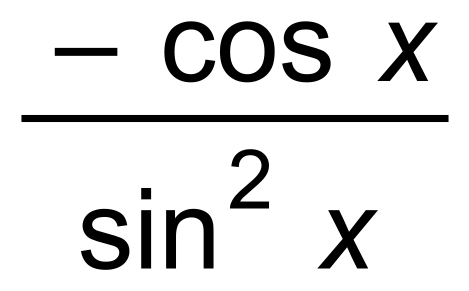 – cos x
sin² x